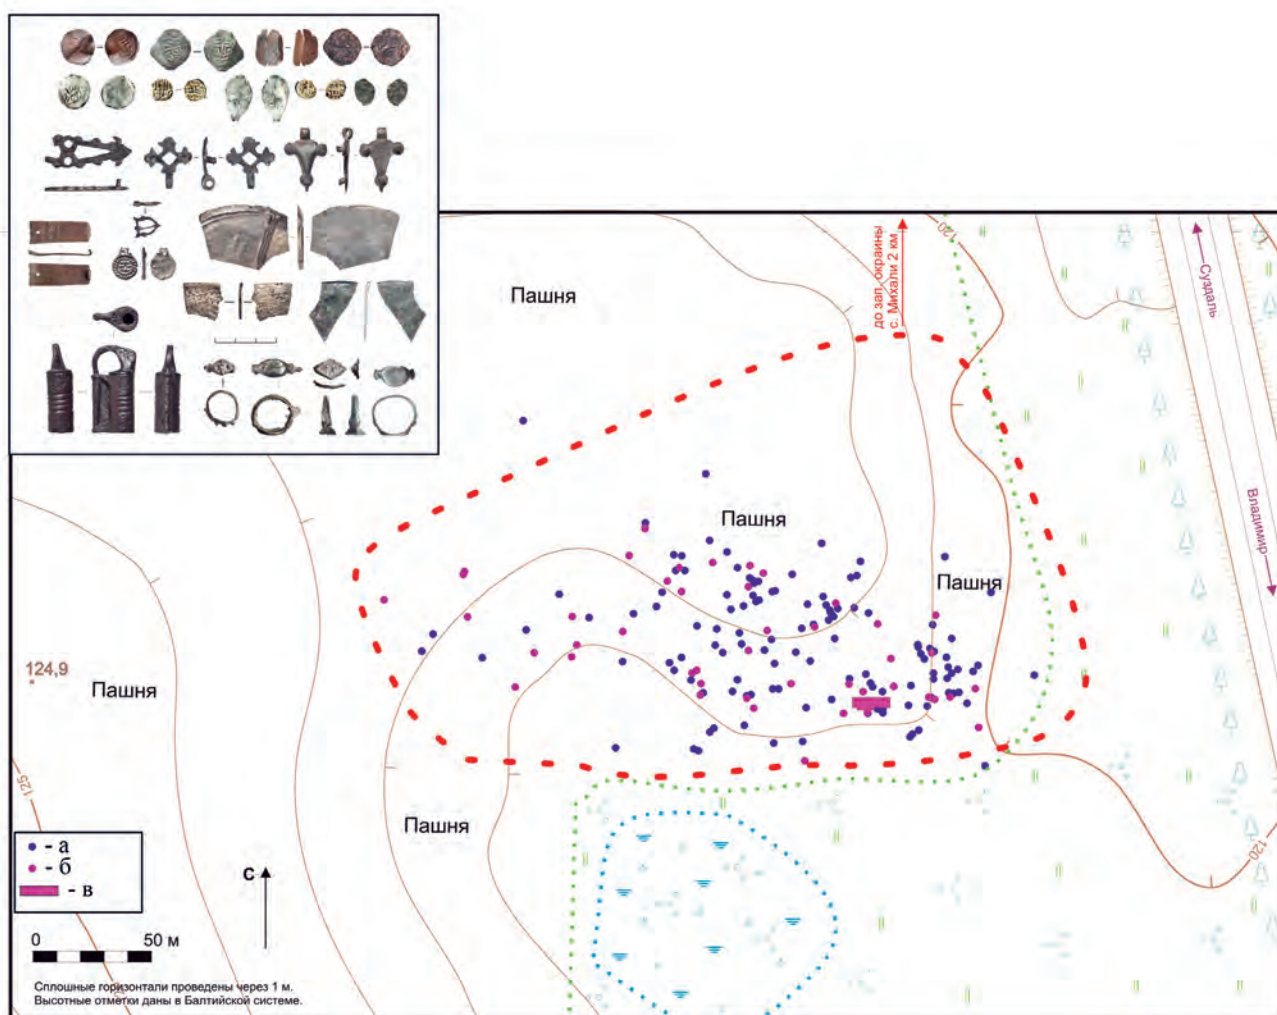 до зап. окраины
с. Михали 2 км
120
Суздаль
Пашня
Пашня
Владимир
Пашня
124,9
Пашня
125
Пашня
- а
- б
- в
С
120
0 50 м
Сплошные горизонтали проведены через 1 м.
Высотные отметки даны в Балтийской системе.